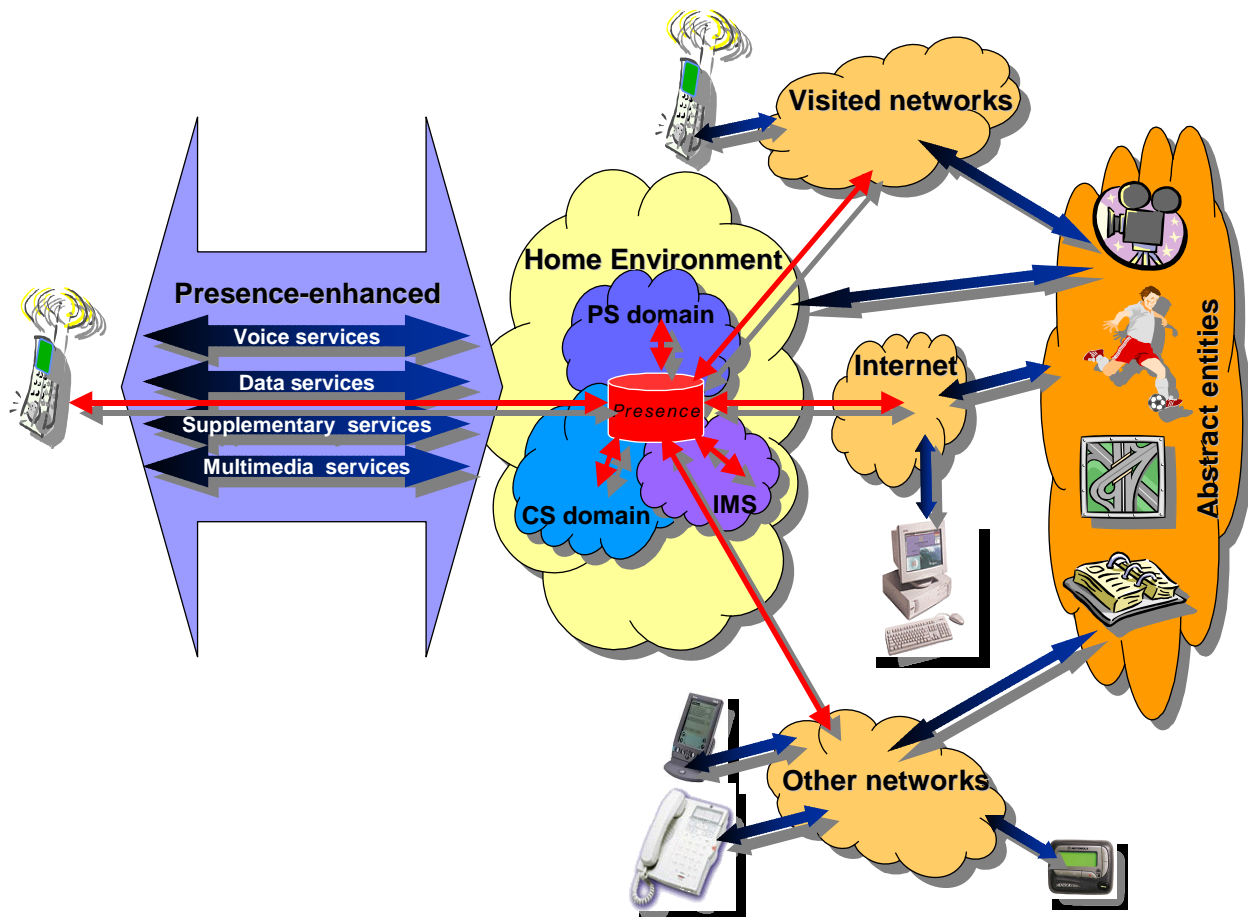 Visited networks
Home Environment
Presence-enhanced
PS domain
Voice services
Internet
Data services
Presence
Supplementary services
Multimedia services
CS domain
IMS
Abstract entities
Other networks
MOTOROLA